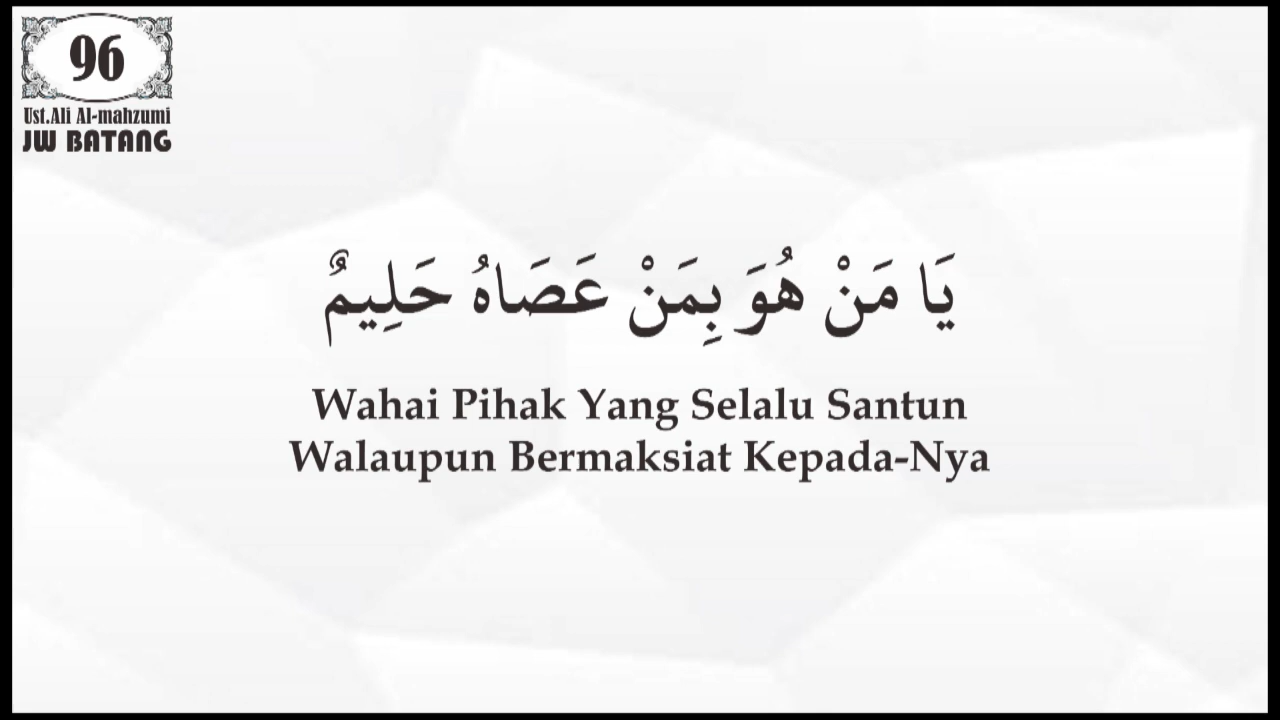 96
Ust.Ali Al-mahzumi
JW BATANG
يَا مَنْ هُوَ بِمَنْ عَصَاهُ حَلِيمٌ
Wahai Pihak Yang Selalu Santun
Walaupun Bermaksiat Kepada-Nya